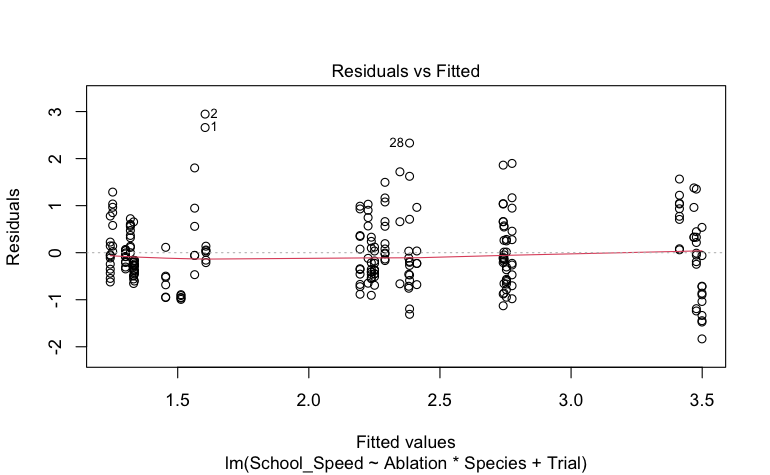 Residuals vs Fitted
Residuals
3
2
1
0
-1
-2
2
1
28
1.5 2.0 2.5 3.0 3.5
Fitted values
lm(School_Speed ~ Ablation * Species + Trial)